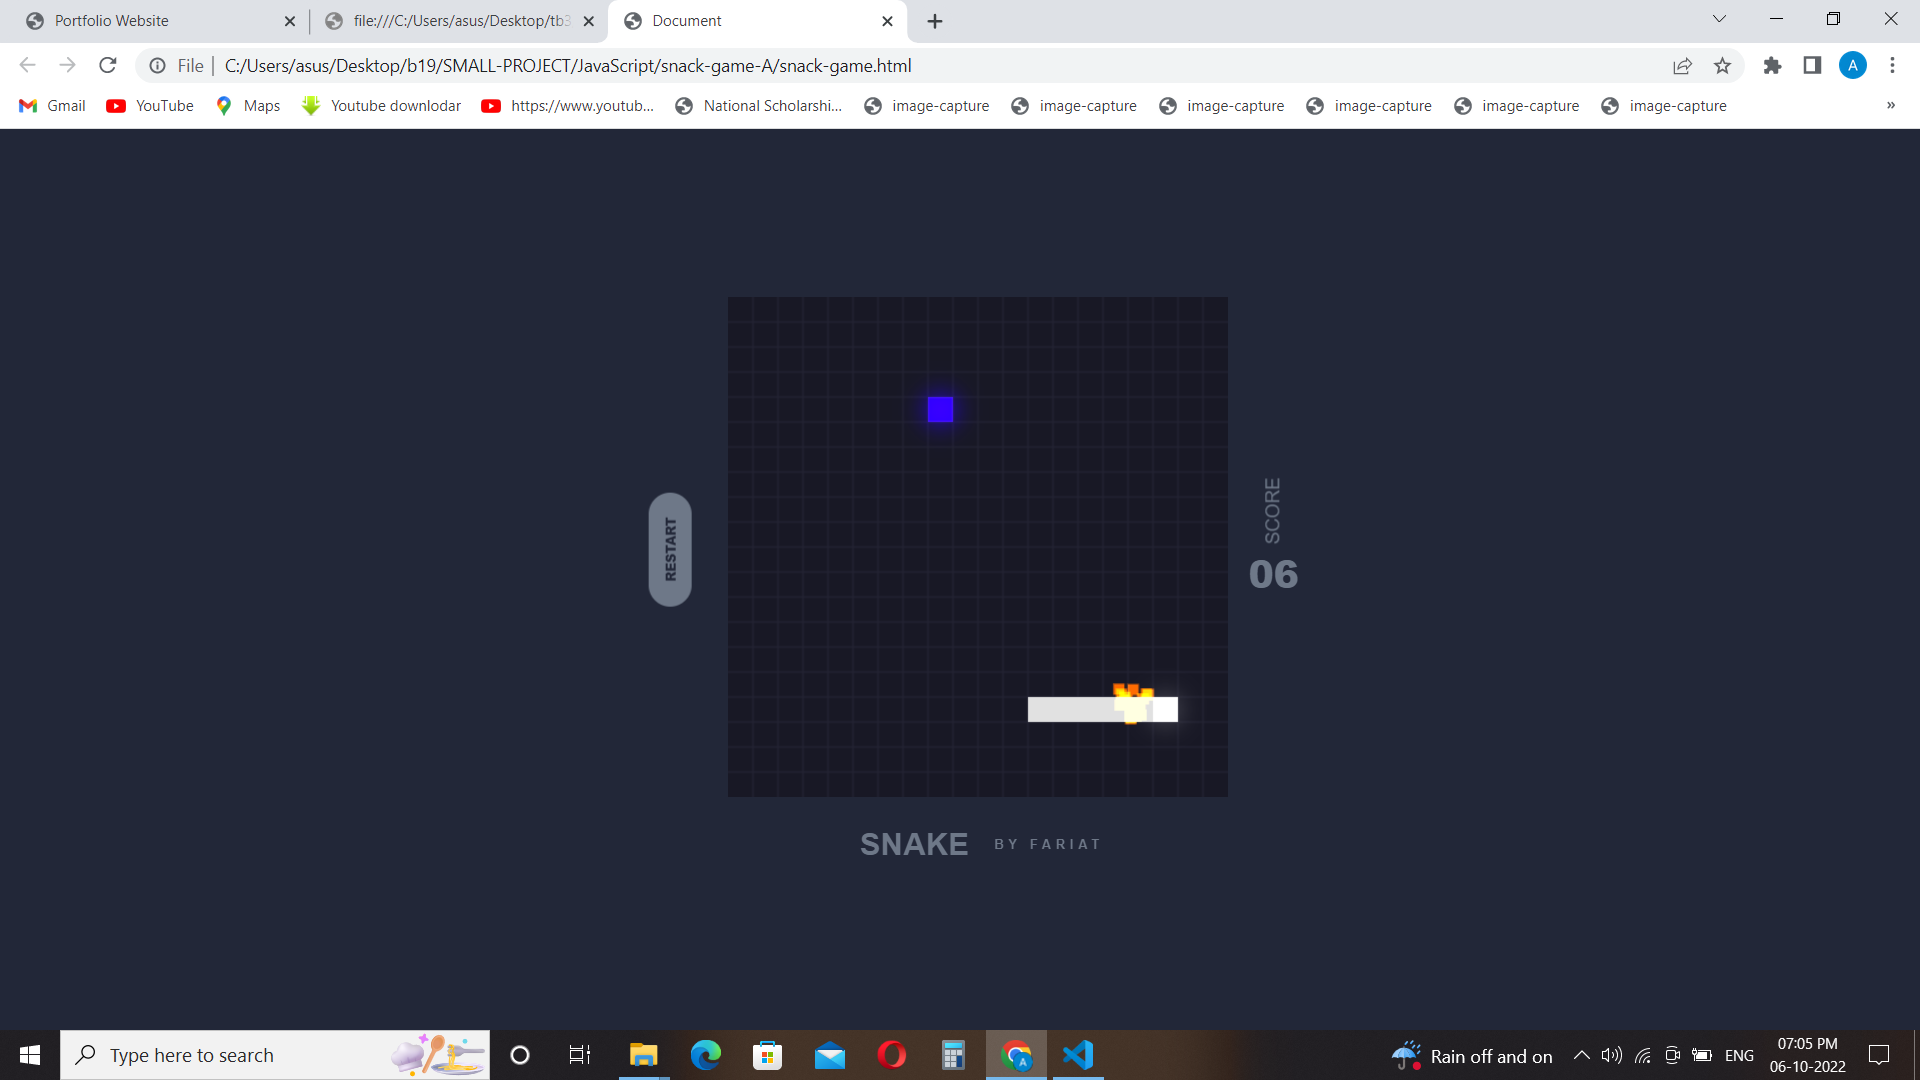 Portfolio Website
file:///C:/Users/asus/Desktop/tb3
Document
File
C:/Users/asus/Desktop/b19/SMALL-PROJECT/JavaScript/snack-game-A/snack-game.html
A
Gmail
YouTube
Maps
Youtube downlodar
https://www.youtub...
National Scholarshi...
image-capture
image-capture
image-capture
image-capture
image-capture
image-capture
»
RESTART
SCORE
06
SNAKE
BY FARIAT
Type here to search
A
Rain off and on
ENG
07:05 PM
06-10-2022